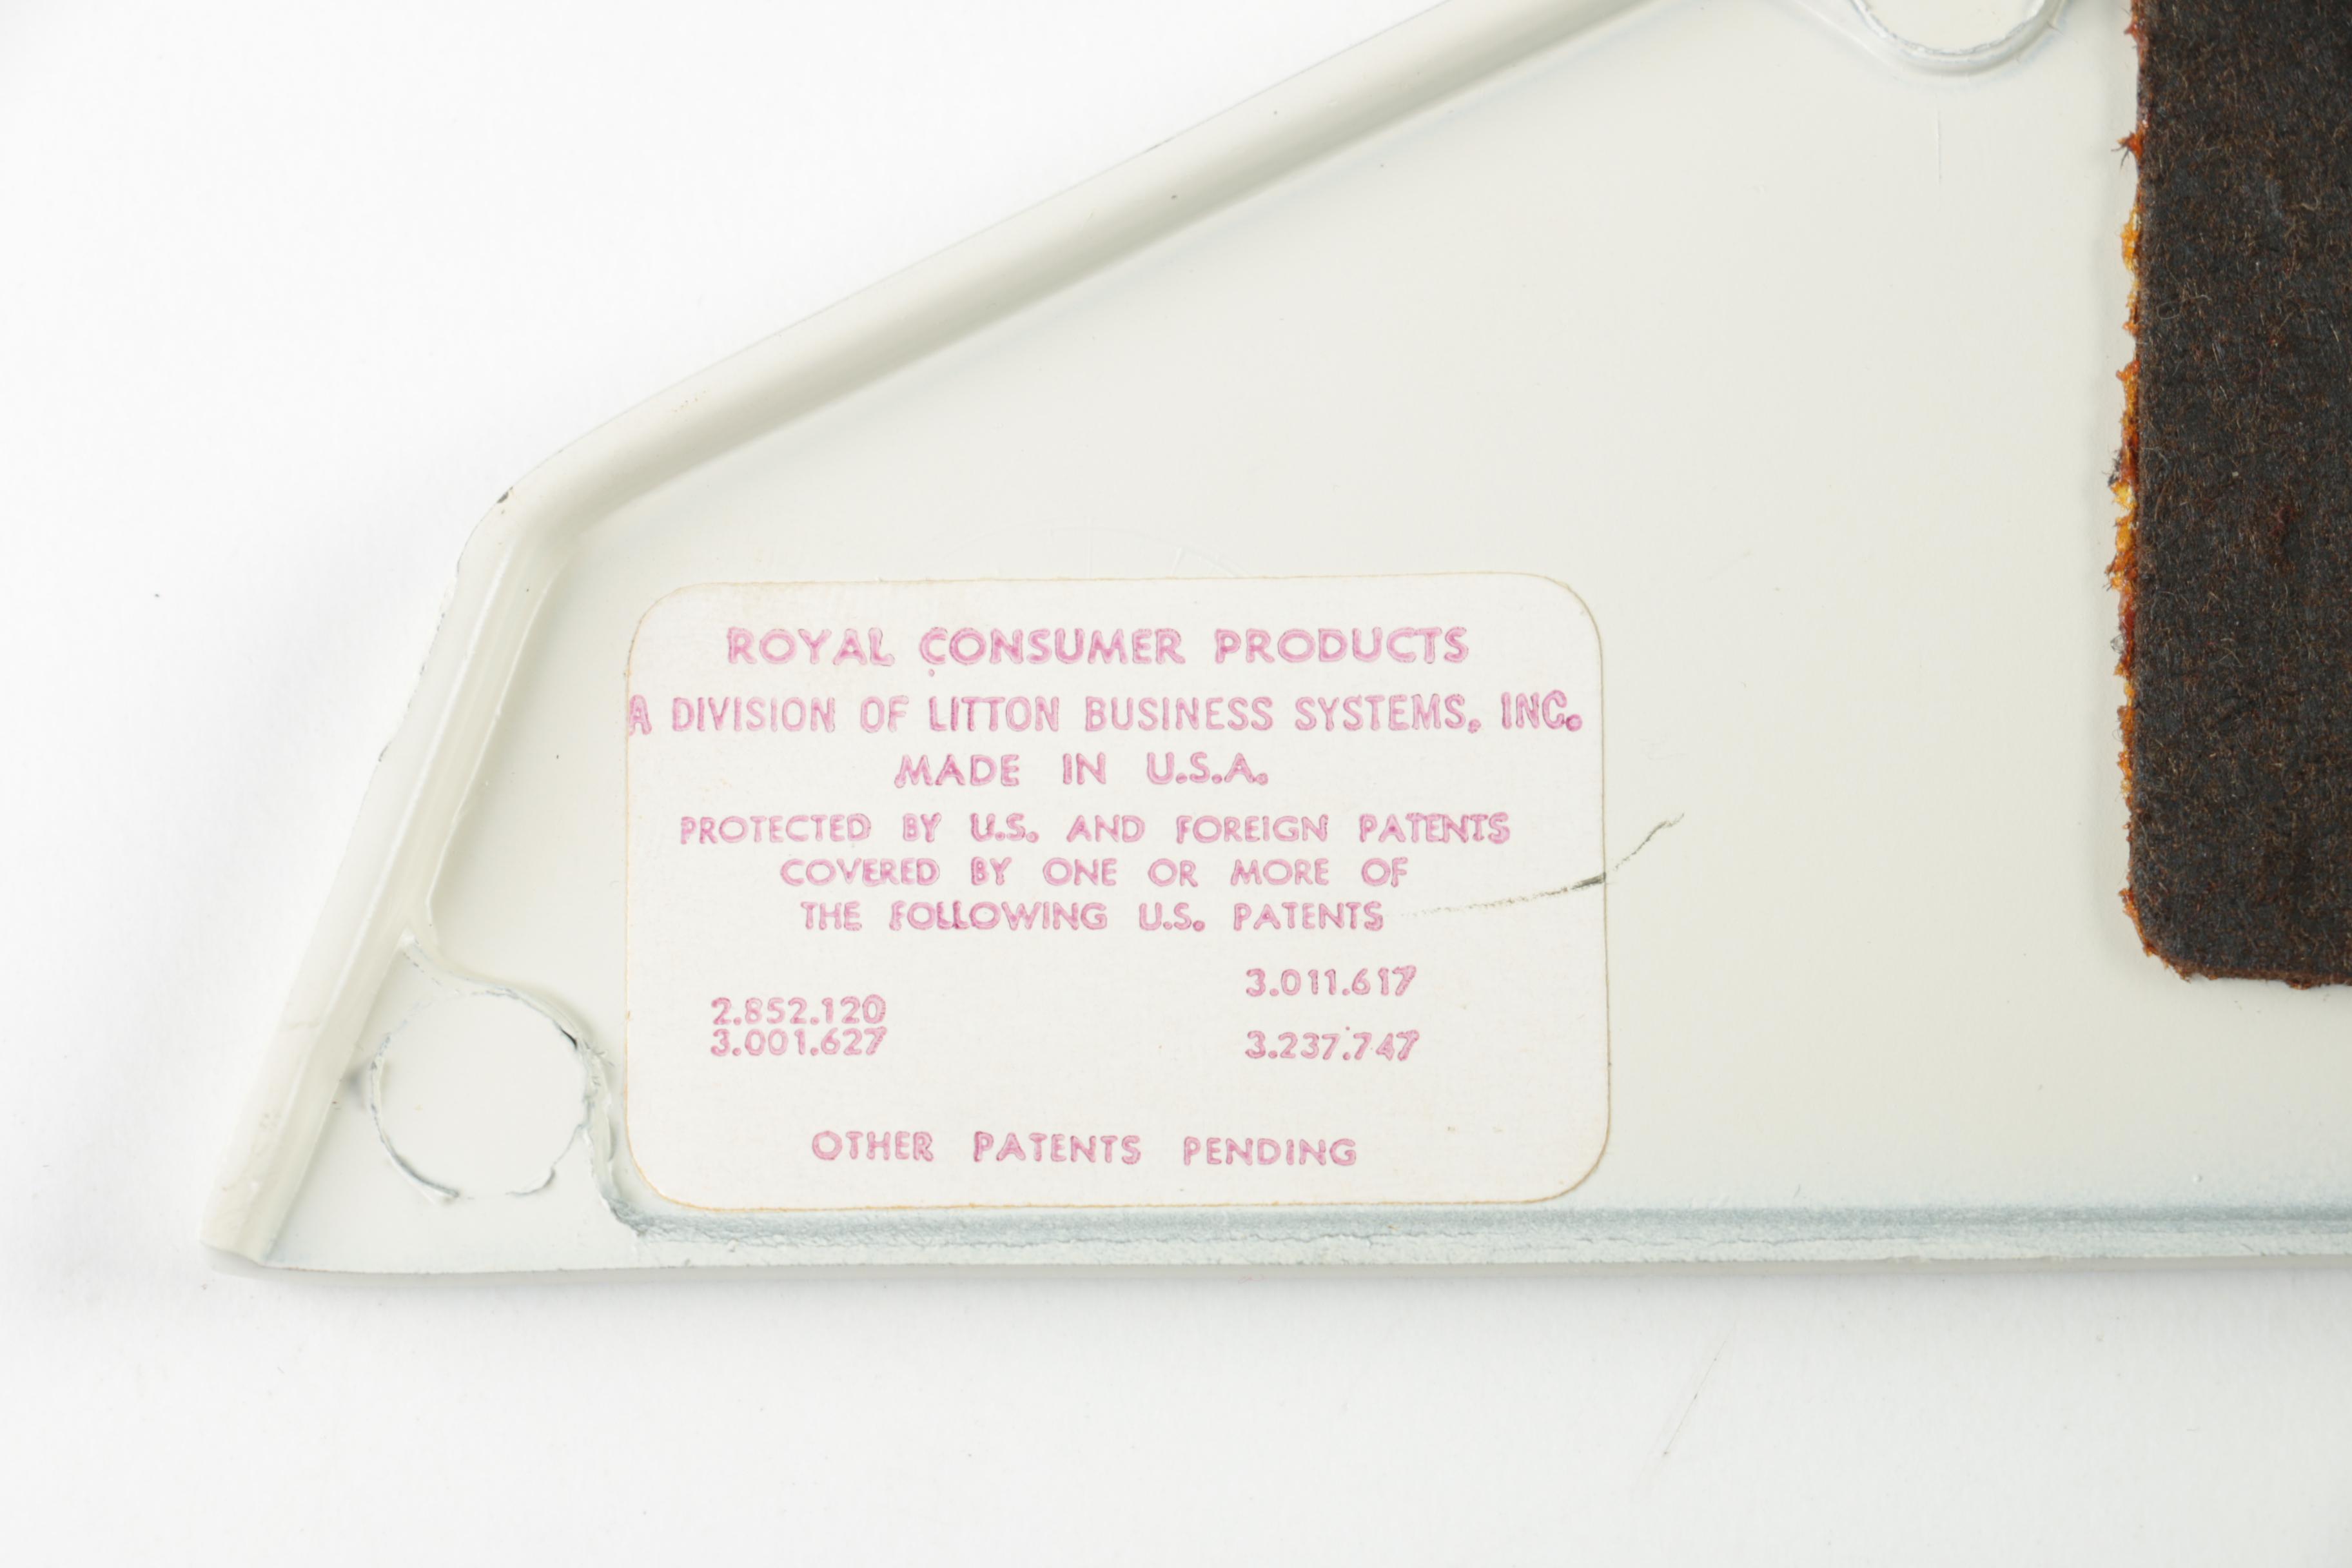 ROYAL CONSUMER PRODUCTS
A DIVISION OF LITTON BUSINESS SYSTEMS, INC.
MADE IN U.S.A.
PROTECTED BY U.S. AND FOREIGN PATENTS
COVERED BY ONE OR MORE OF
THE FOLLOWING U.S. PATENTS
3.011.617
2.852.120
3.001.627 3.237.747
OTHER PATENTS PENDING